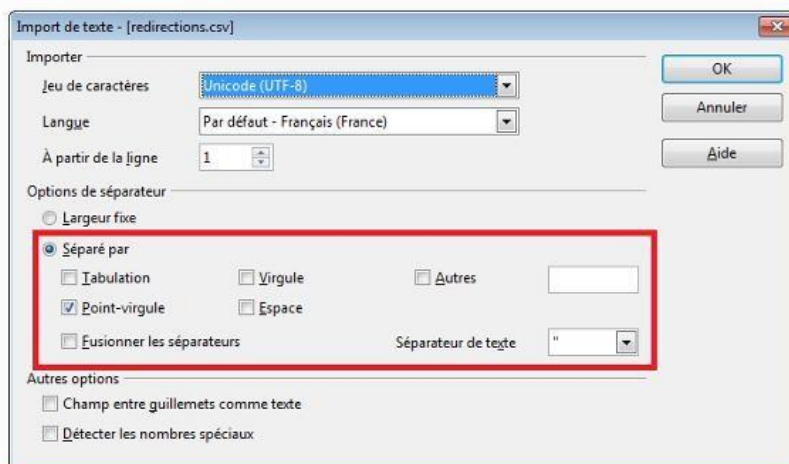 Import de texte - [redirections.csv]
Importer
Jeu de caractères Unicode (UTF-8)
OK
Langue Par défaut - Français (France)
Annuler
À partir de la ligne 1
Aide
Options de séparateur
Largeur fixe
Séparé par
Tabulation Virgule Autres
Point-virgule Espace
Fusionner les séparateurs Séparateur de texte "
Autres options
Champ entre guillemets comme texte
Détecter les nombres spéciaux